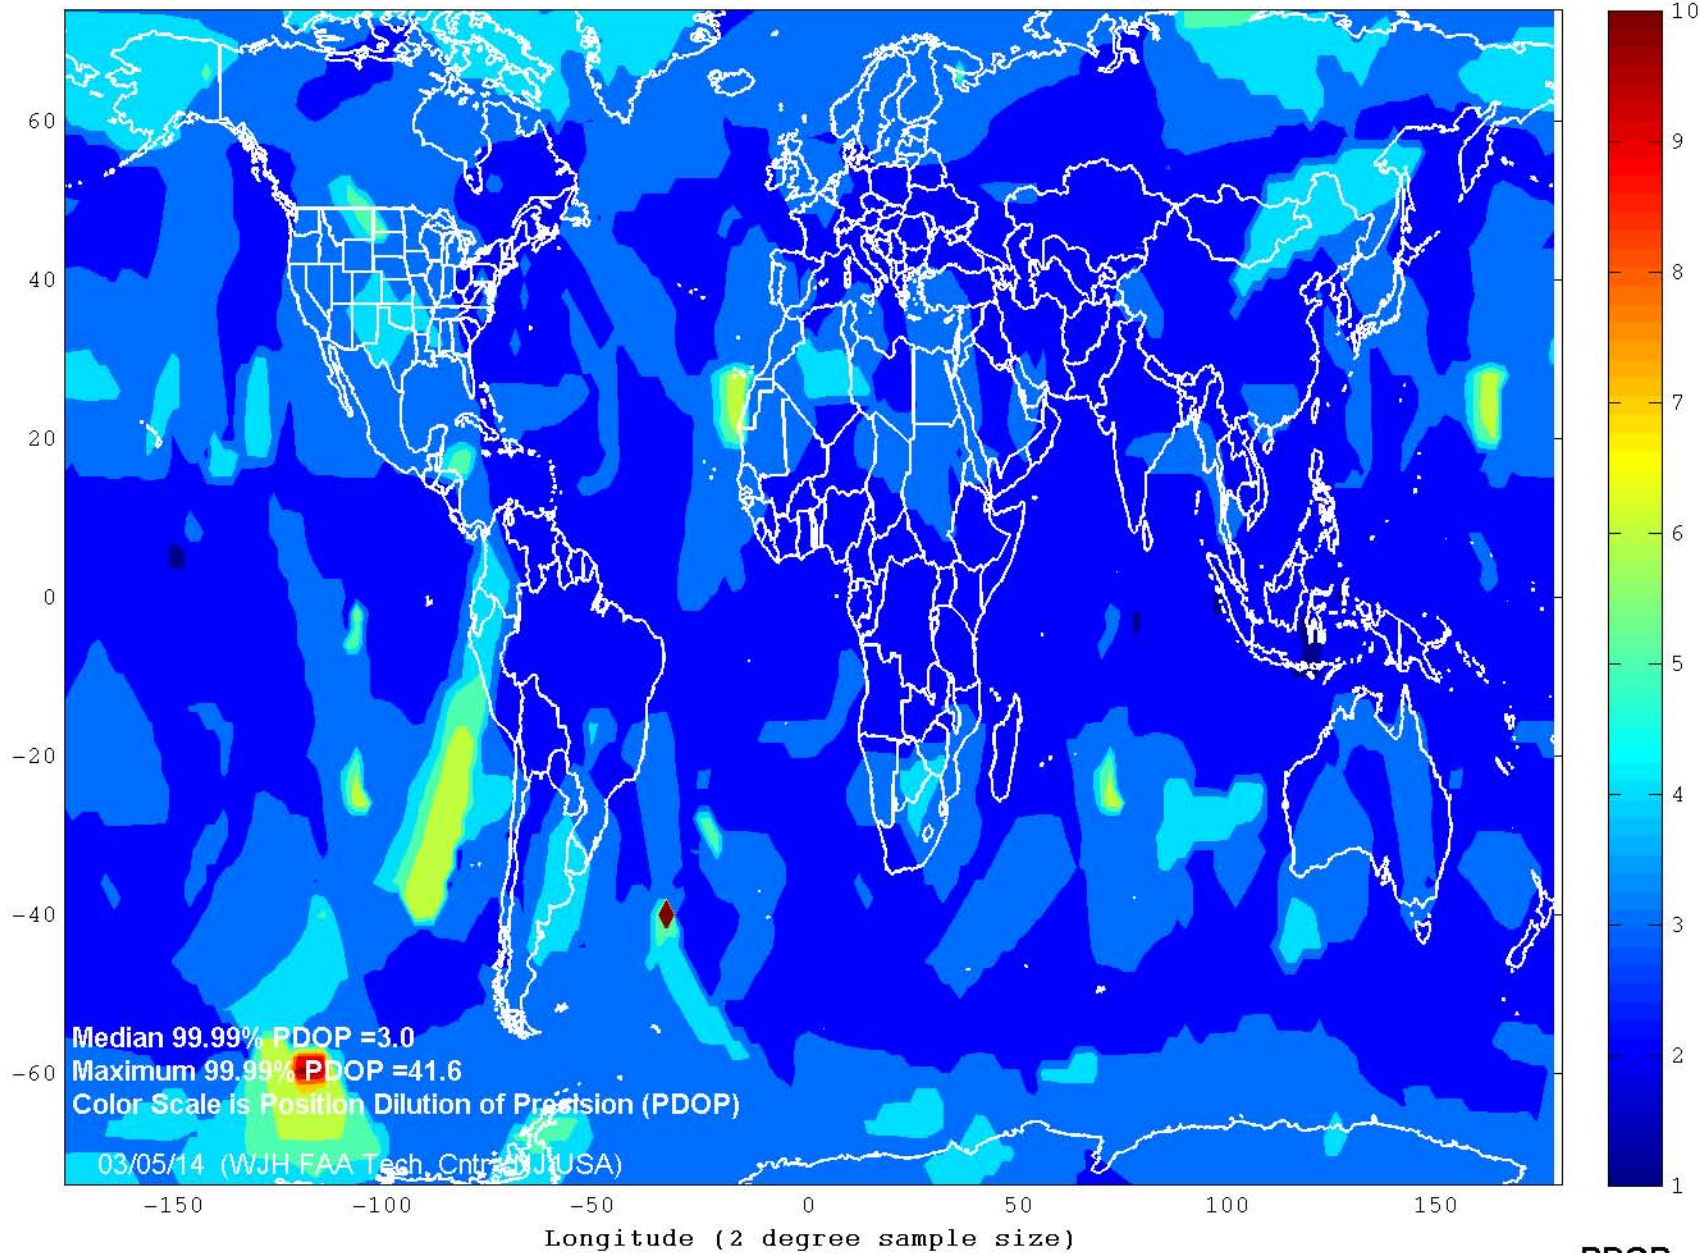 10
9
8
7
6
5
4
3
2
1
60
40
20
0
−20
−40
−60
Median 99.99% PDOP =3.0
Maximum 99.99% PDOP =41.6
Color Scale is Position Dilution of Precision (PDOP)
03/05/14 (WJH FAA Tech. Cntr. NJ USA)
−150 −100 −50 0 50 100 150
Longitude (2 degree sample size)
PDOP